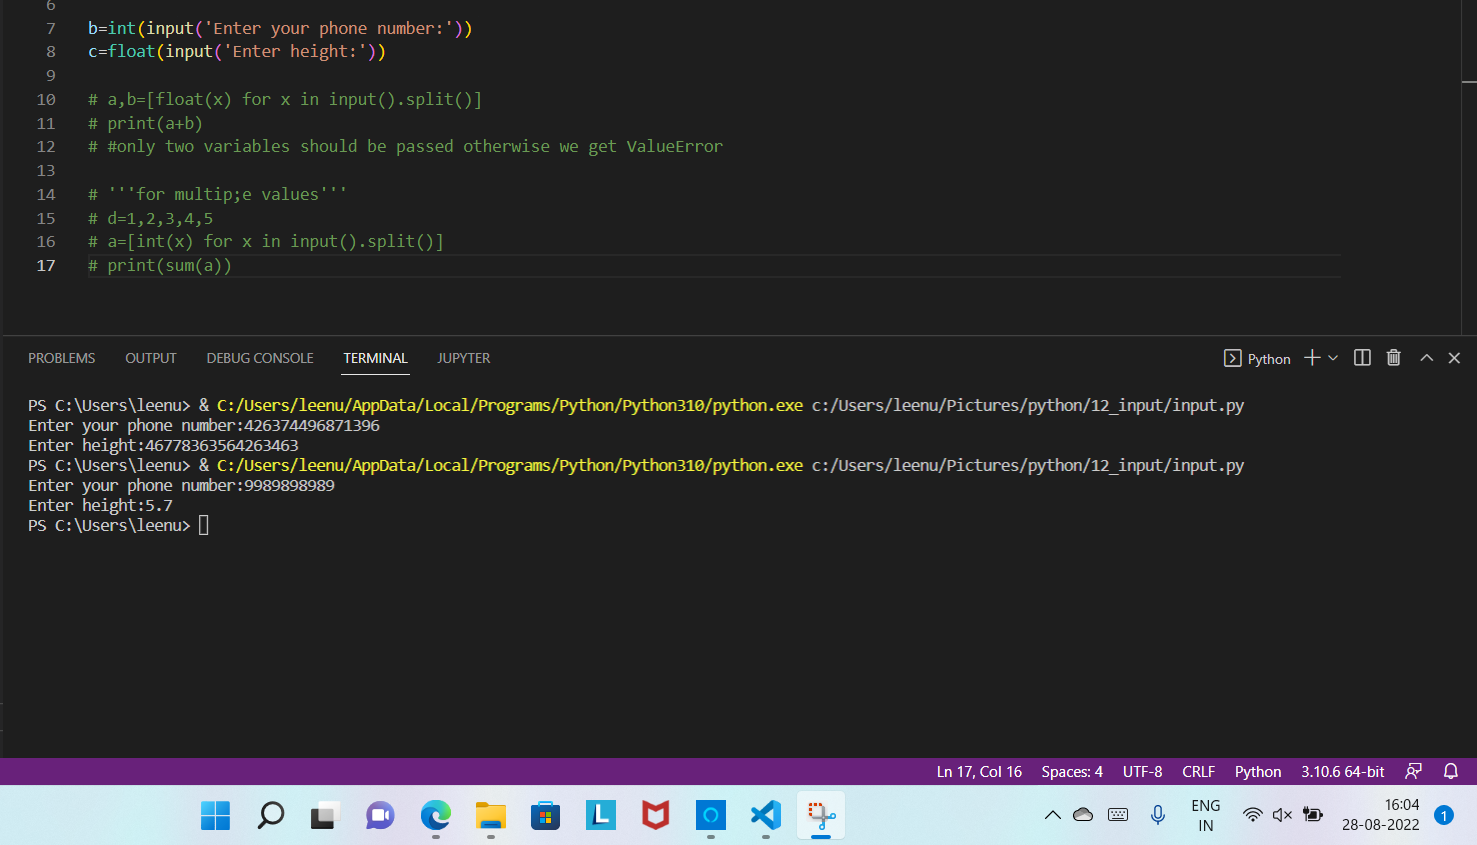 6
7 b=int(input('Enter your phone number:'))
8 c=float(input('Enter height:'))
9
10 # a,b=[float(x) for x in input().split()]
11 # print(a+b)
12 # #only two variables should be passed otherwise we get ValueError
13
14 # '''for multip;e values'''
15 # d=1,2,3,4,5
16 # a=[int(x) for x in input().split()]
17 # print(sum(a))
PROBLEMS OUTPUT DEBUG CONSOLE TERMINAL JUPYTER Python
PS C:\Users\leenu> & C:/Users/leenu/AppData/Local/Programs/Python/Python310/python.exe c:/Users/leenu/Pictures/python/12_input/input.py
Enter your phone number:426374496871396
Enter height:46778363564263463
PS C:\Users\leenu> & C:/Users/leenu/AppData/Local/Programs/Python/Python310/python.exe c:/Users/leenu/Pictures/python/12_input/input.py
Enter your phone number:9989898989
Enter height:5.7
PS C:\Users\leenu>
Ln 17, Col 16 Spaces: 4 UTF-8 CRLF Python 3.10.6 64-bit
L
ENG
IN
16:04
28-08-2022
1